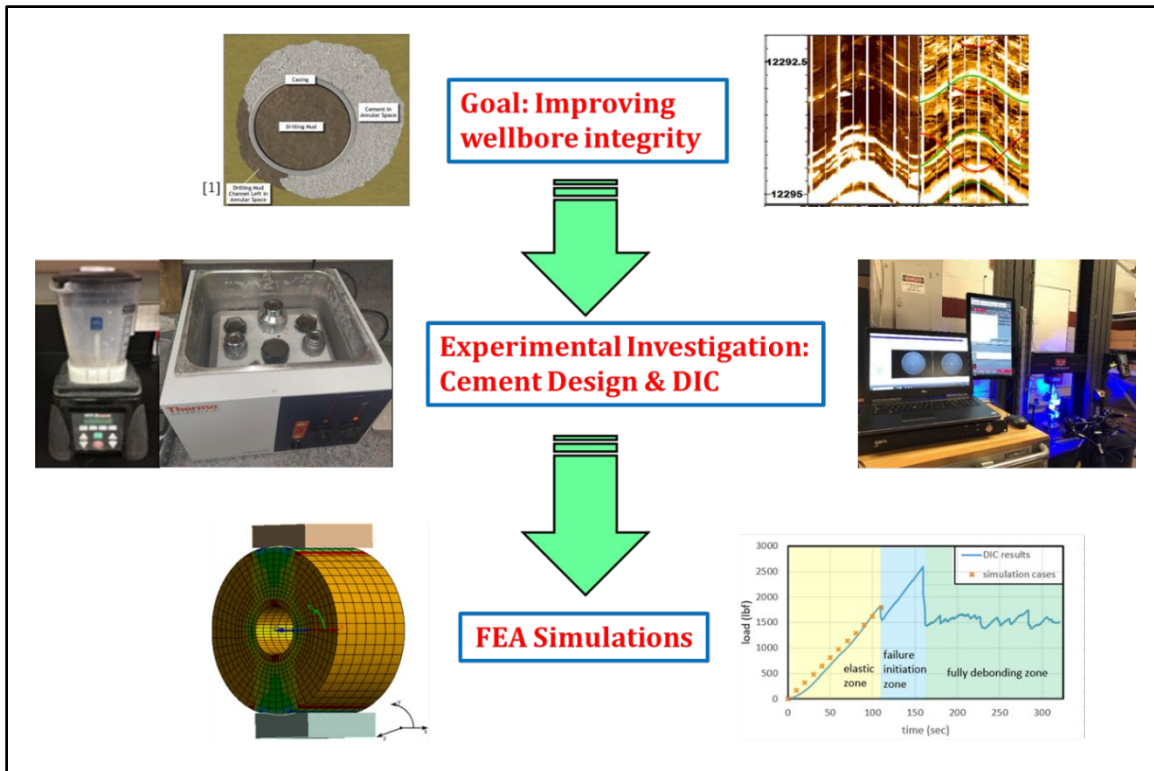 Casing
Cement in
Annular Space
Drilling Mud
[1]
Drilling Mud
Channel Left in
Annular Space
Goal: Improving
wellbore integrity
12292.5
12295
Thermo
SCIENTIFIC
Experimental Investigation:
Cement Design & DIC
DANGER
FEA Simulations
3000
2500
2000
1500
1000
500
0
load (lbf)
DIC results
simulation cases
elastic
zone
failure
initiation
zone
fully debonding zone
0 50 100 150 200 250 300
time (sec)